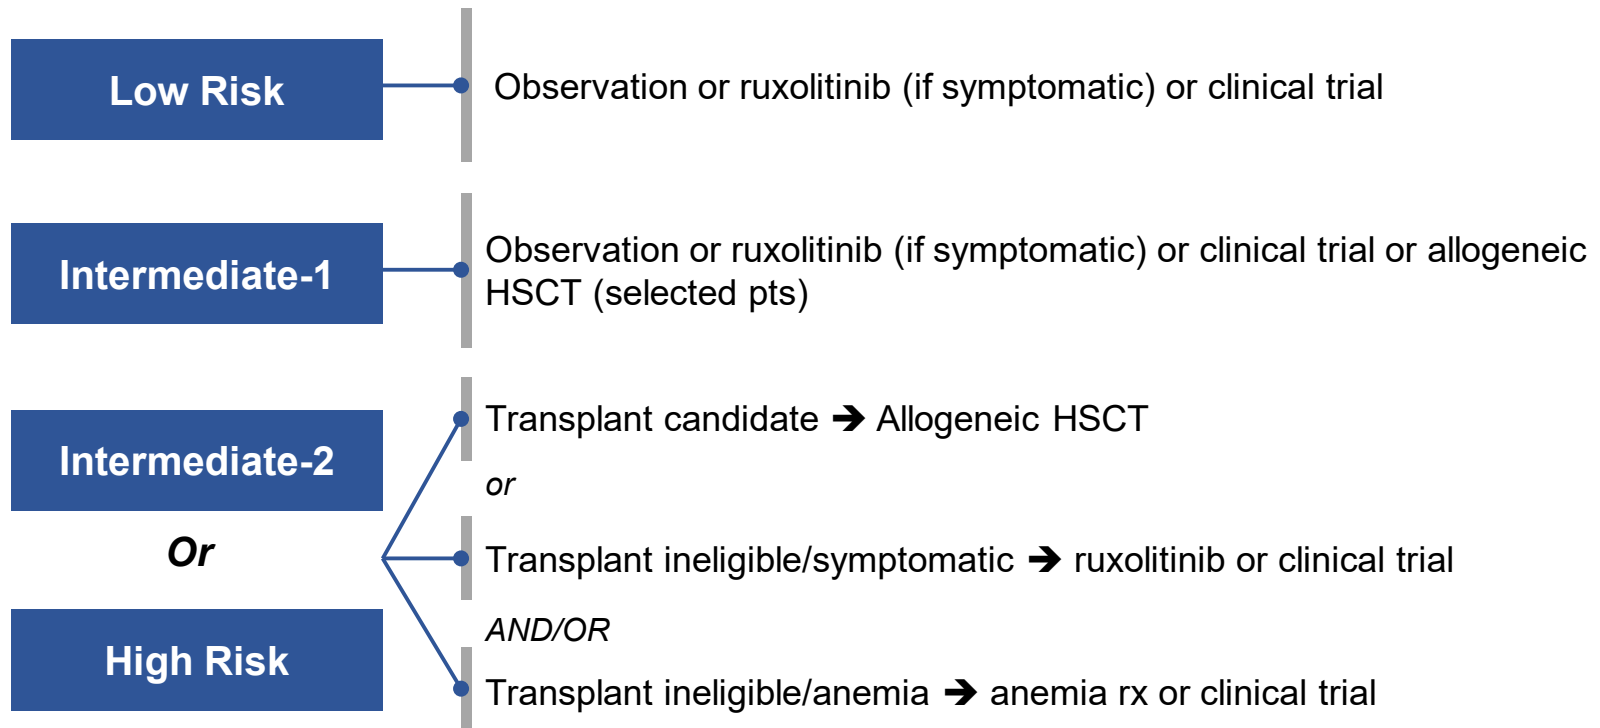 Low Risk
Observation or ruxolitinib (if symptomatic) or clinical trial
Intermediate-1
Observation or ruxolitinib (if symptomatic) or clinical trial or allogeneic
HSCT (selected pts)
Intermediate-2
Or
High Risk
Transplant candidate ➔ Allogeneic HSCT
or
Transplant ineligible/symptomatic ➔ ruxolitinib or clinical trial
AND/OR
Transplant ineligible/anemia ➔ anemia rx or clinical trial